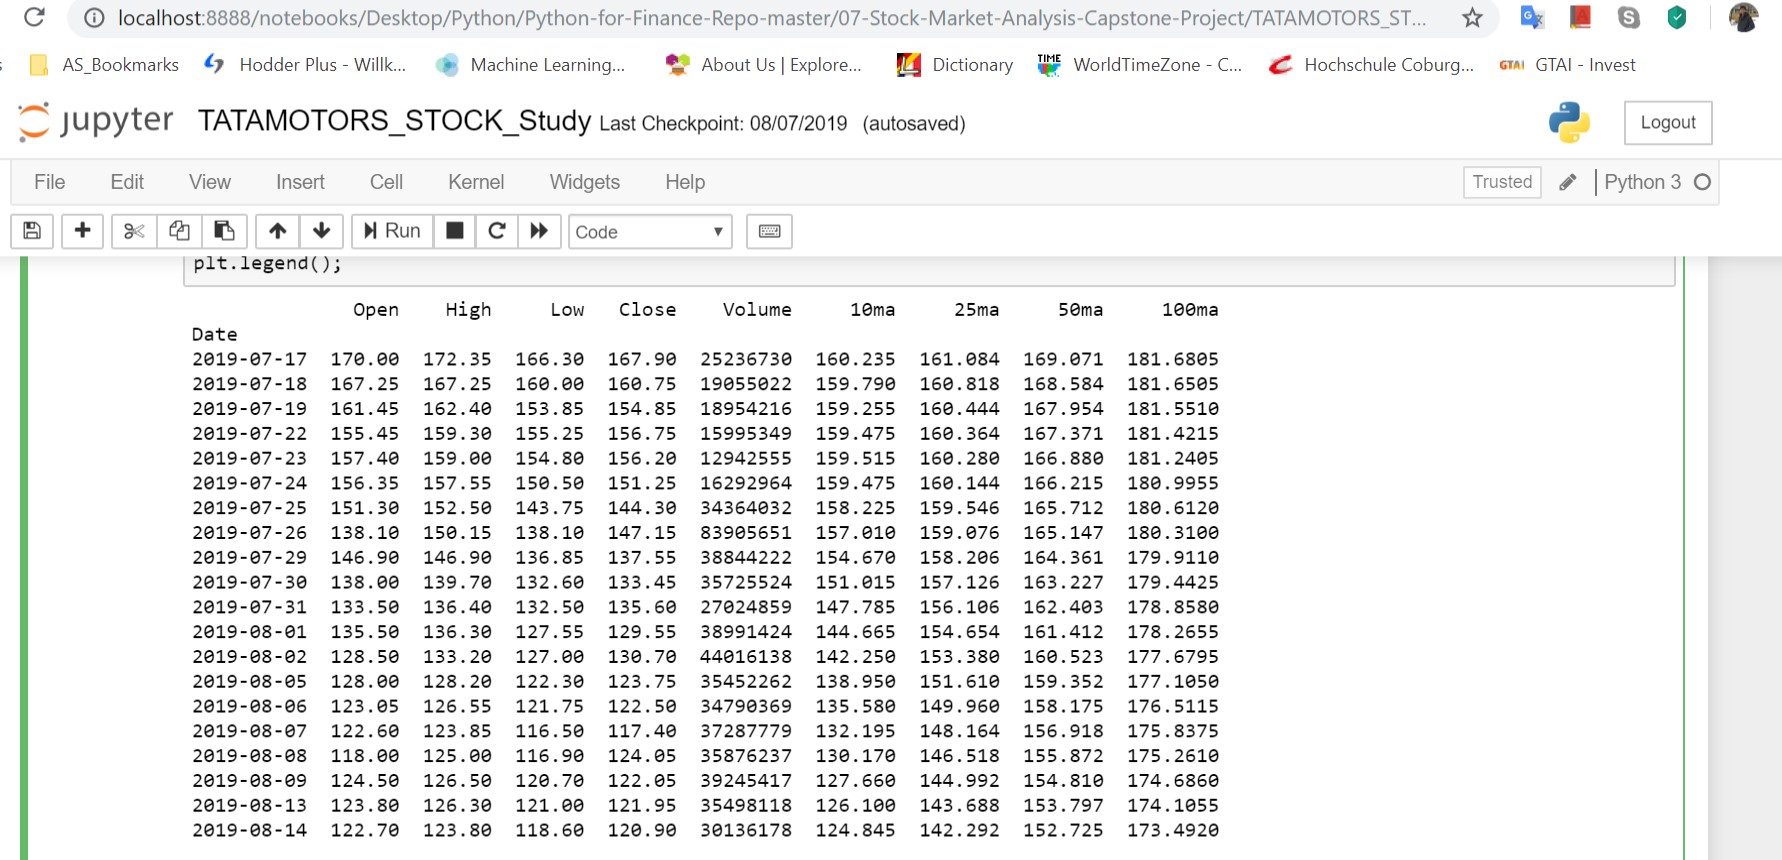 localhost:8888/notebooks/Desktop/Python/Python-for-Finance-Repo-master/07-Stock-Market-Analysis-Capstone-Project/TATAMOTORS_ST...
AS_Bookmarks Hodder Plus - Willk... Machine Learning... About Us | Explore... Dictionary TIME WorldTimeZone - C... Hochschule Coburg... GTAI GTAI - Invest
jupyter TATAMOTORS_STOCK_Study Last Checkpoint: 08/07/2019 (autosaved) Logout
File Edit View Insert Cell Kernel Widgets Help Trusted Python 3
Run Code
plt.legend();
Open High Low Close Volume 10ma 25ma 50ma 100ma
Date
2019-07-17 170.00 172.35 166.30 167.90 25236730 160.235 161.084 169.071 181.6805
2019-07-18 167.25 167.25 160.00 160.75 19055022 159.790 160.818 168.584 181.6505
2019-07-19 161.45 162.40 153.85 154.85 18954216 159.255 160.444 167.954 181.5510
2019-07-22 155.45 159.30 155.25 156.75 15995349 159.475 160.364 167.371 181.4215
2019-07-23 157.40 159.00 154.80 156.20 12942555 159.515 160.280 166.880 181.2405
2019-07-24 156.35 157.55 150.50 151.25 16292964 159.475 160.144 166.215 180.9955
2019-07-25 151.30 152.50 143.75 144.30 34364032 158.225 159.546 165.712 180.6120
2019-07-26 138.10 150.15 138.10 147.15 83905651 157.010 159.076 165.147 180.3100
2019-07-29 146.90 146.90 136.85 137.55 38844222 154.670 158.206 164.361 179.9110
2019-07-30 138.00 139.70 132.60 133.45 35725524 151.015 157.126 163.227 179.4425
2019-07-31 133.50 136.40 132.50 135.60 27024859 147.785 156.106 162.403 178.8580
2019-08-01 135.50 136.30 127.55 129.55 38991424 144.665 154.654 161.412 178.2655
2019-08-02 128.50 133.20 127.00 130.70 44016138 142.250 153.380 160.523 177.6795
2019-08-05 128.00 128.20 122.30 123.75 35452262 138.950 151.610 159.352 177.1050
2019-08-06 123.05 126.55 121.75 122.50 34790369 135.580 149.960 158.175 176.5115
2019-08-07 122.60 123.85 116.50 117.40 37287779 132.195 148.164 156.918 175.8375
2019-08-08 118.00 125.00 116.90 124.05 35876237 130.170 146.518 155.872 175.2610
2019-08-09 124.50 126.50 120.70 122.05 39245417 127.660 144.992 154.810 174.6860
2019-08-13 123.80 126.30 121.00 121.95 35498118 126.100 143.688 153.797 174.1055
2019-08-14 122.70 123.80 118.60 120.90 30136178 124.845 142.292 152.725 173.4920